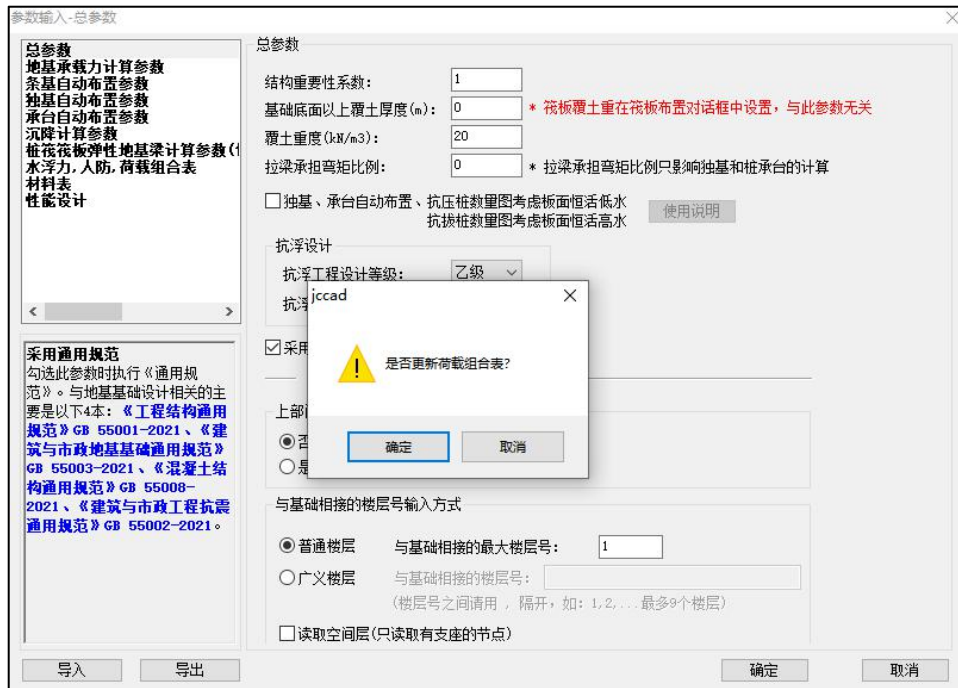 参数输入-总参数
总参数
地基承载力计算参数
条基自动布置参数
独基自动布置参数
承台自动布置参数
沉降计算参数
桩筏筏板弹性地基梁计算参数(
水浮力,人防,荷载组合表
材料表
性能设计
采用通用规范
勾选此参数时执行《通用规
范》。与地基基础设计相关的主
要是以下4本：《工程结构通用
规范》GB 55001-2021、《建
筑与市政地基基础通用规范》
GB 55003-2021、《混凝土结
构通用规范》GB 55008-
2021、《建筑与市政工程抗震
通用规范》GB 55002-2021。
导入
导出
总参数
结构重要性系数: 1
基础底面以上覆土厚度(m): 0 * 筏板覆土重在筏板布置对话框中设置，与此参数无关
覆土重度(kN/m3): 20
拉梁承担弯矩比例: 0 * 拉梁承担弯矩比例只影响独基和桩承台的计算
独基、承台自动布置、抗压桩数量图考虑板面恒活低水
抗拔桩数量图考虑板面恒活高水
使用说明
抗浮设计
抗浮工程设计等级: 乙级
抗浮
采用
jccad
是否更新荷载组合表?
确定
取消
上部
否
是
与基础相接的楼层号输入方式
普通楼层 与基础相接的最大楼层号: 1
广义楼层 与基础相接的楼层号:
(楼层号之间请用 , 隔开，如: 1,2,...最多9个楼层)
读取空间层(只读取有支座的节点)
确定
取消